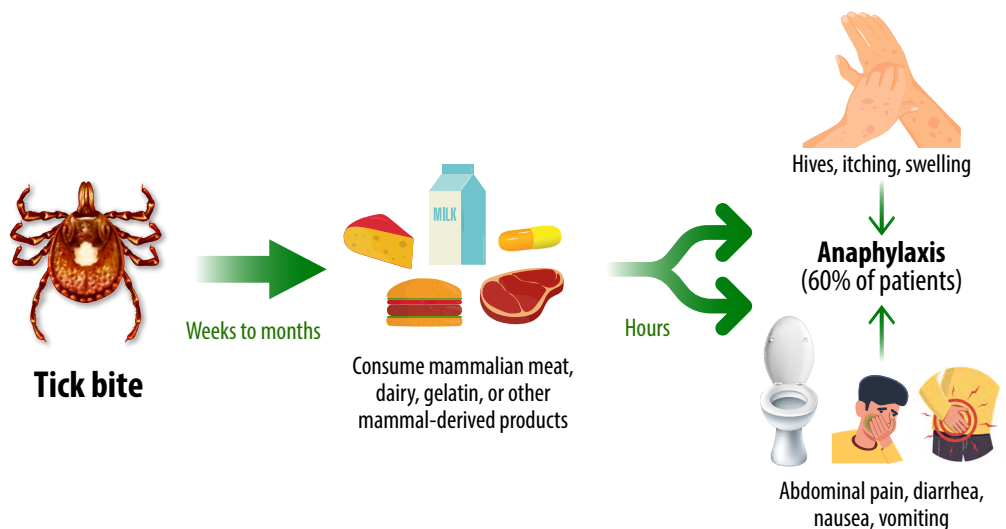 Tick bite
Weeks to months
MILK
Consume mammalian meat,
dairy, gelatin, or other
mammal-derived products
Hours
Hives, itching, swelling
Anaphylaxis
(60% of patients)
Abdominal pain, diarrhea,
nausea, vomiting